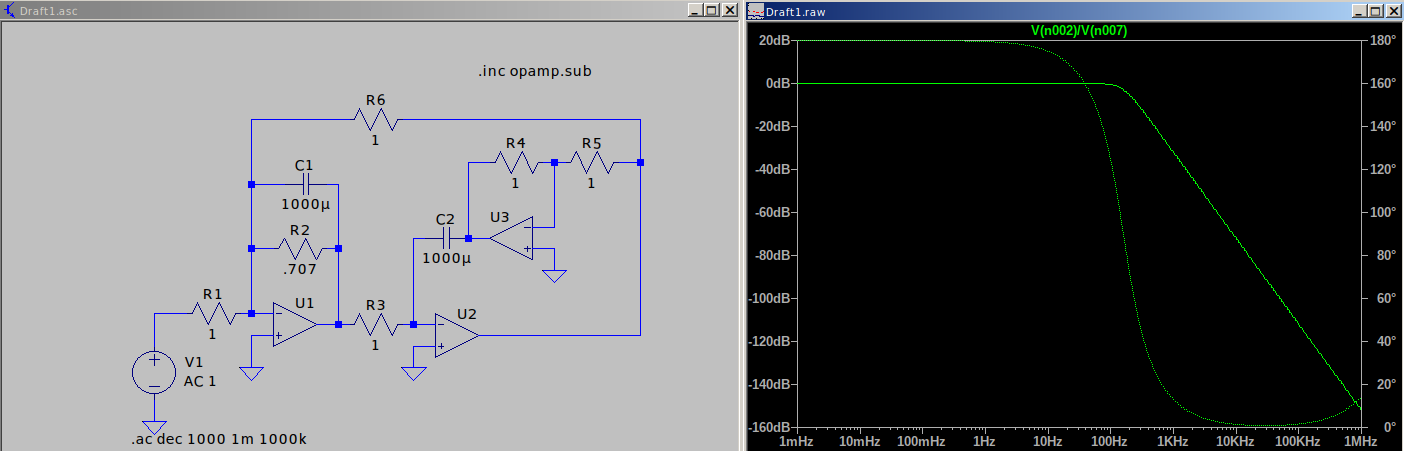 Draft1.asc
.inc opamp.sub
R6
1
R4
R5
1
1
C1
1000µ
C2
1000µ
U3
R2
.707
R1
1
U1
R3
1
U2
V1
AC 1
.ac dec 1000 1m 1000k
Draft1.raw
V(n002)/V(n007)
20dB
0dB
-20dB
-40dB
-60dB
-80dB
-100dB
-120dB
-140dB
-160dB
180°
160°
140°
120°
100°
80°
60°
40°
20°
0°
1mHz 10mHz 100mHz 1Hz 10Hz 100Hz 1KHz 10KHz 100KHz 1MHz